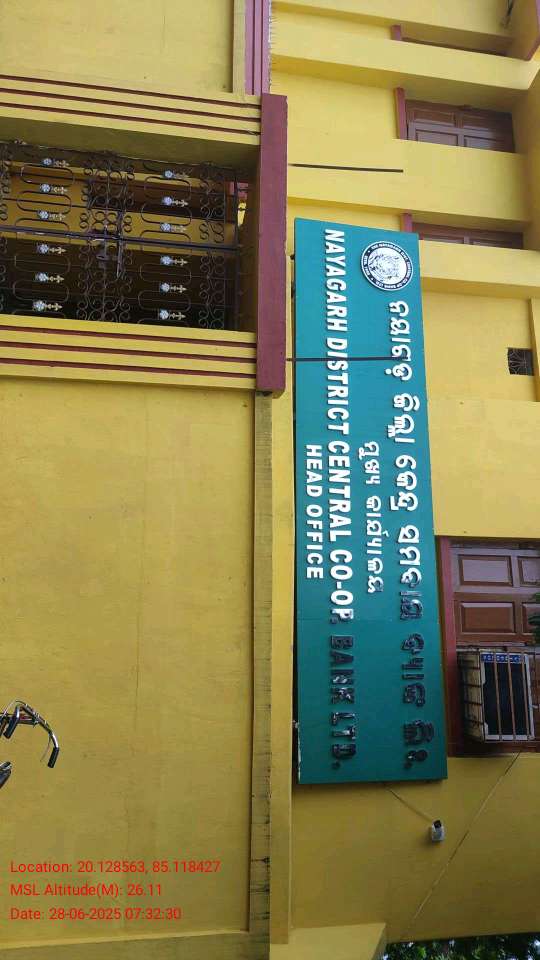 ନୟାଗଡ଼ ଜିଲ୍ଲା କେନ୍ଦ୍ର ସମବାୟ ବ୍ୟାଙ୍କ ଲିଃ.
ମୁଖ୍ୟ କାର୍ଯ୍ୟାଳୟ
NAYAGARH DISTRICT CENTRAL CO-OP. BANK LTD.
HEAD OFFICE
Location: 20.128563, 85.118427
MSL Altitude(M): 26.11
Date: 28-06-2025 07:32:30